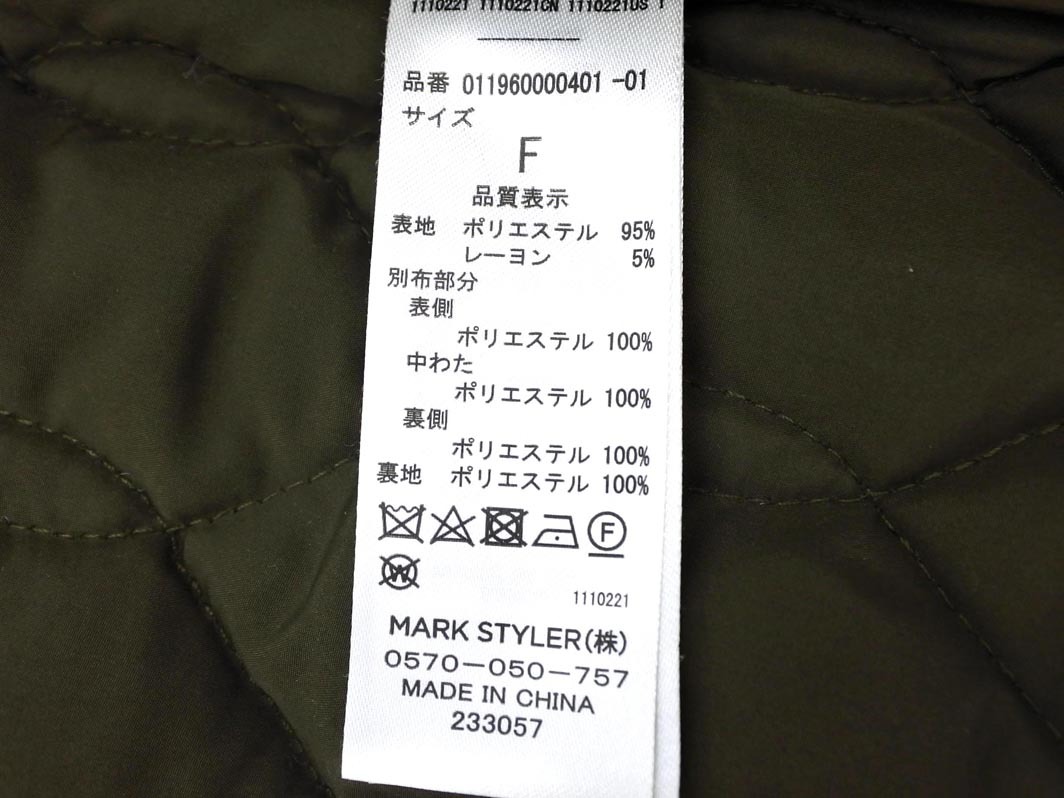 1110221 1110221CN 1110221US 1
品番 011960000401 -01
サイズ
F
品質表示
表地 ポリエステル 95%
レーヨン 5%
別布部分
表側
ポリエステル 100%
中わた
ポリエステル 100%
裏側
ポリエステル 100%
裏地 ポリエステル 100%
F
W
1110221
MARK STYLER(株)
0570-050-757
MADE IN CHINA
233057